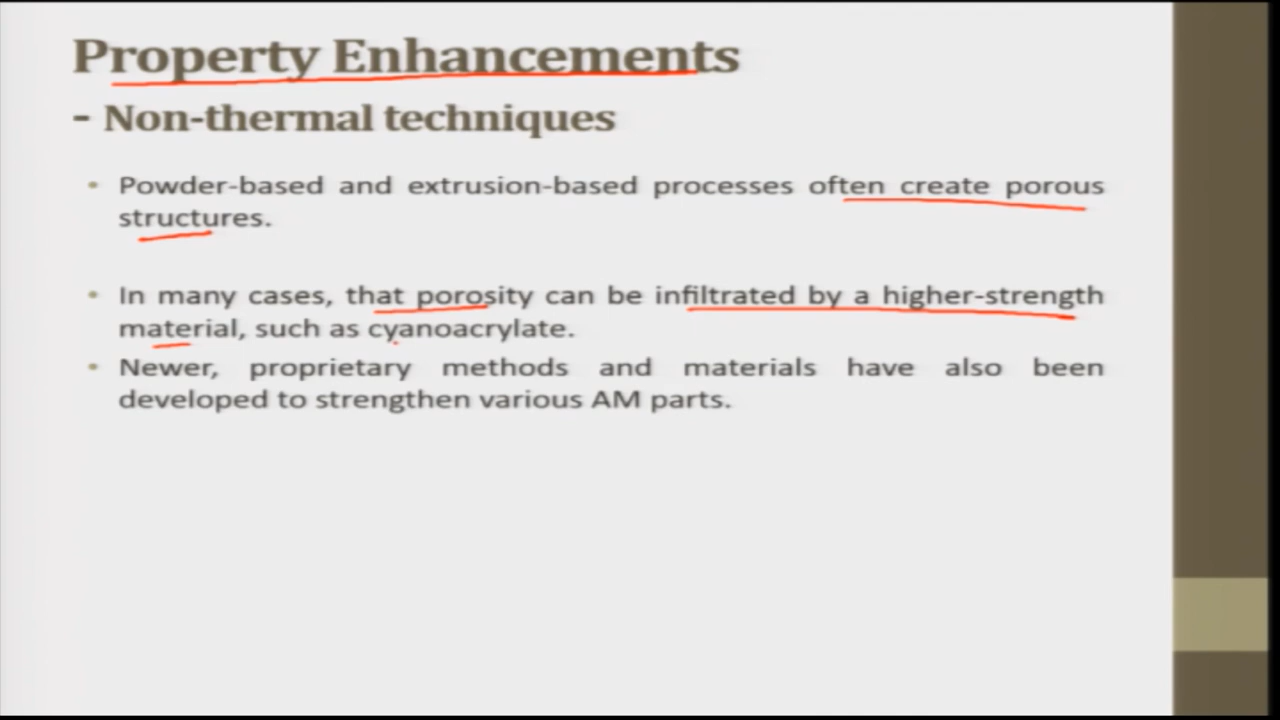 Property Enhancements
- Non-thermal techniques
• Powder-based and extrusion-based processes often create porous
structures.
• In many cases, that porosity can be infiltrated by a higher-strength
material, such as cyanoacrylate.
• Newer, proprietary methods and materials have also been
developed to strengthen various AM parts.